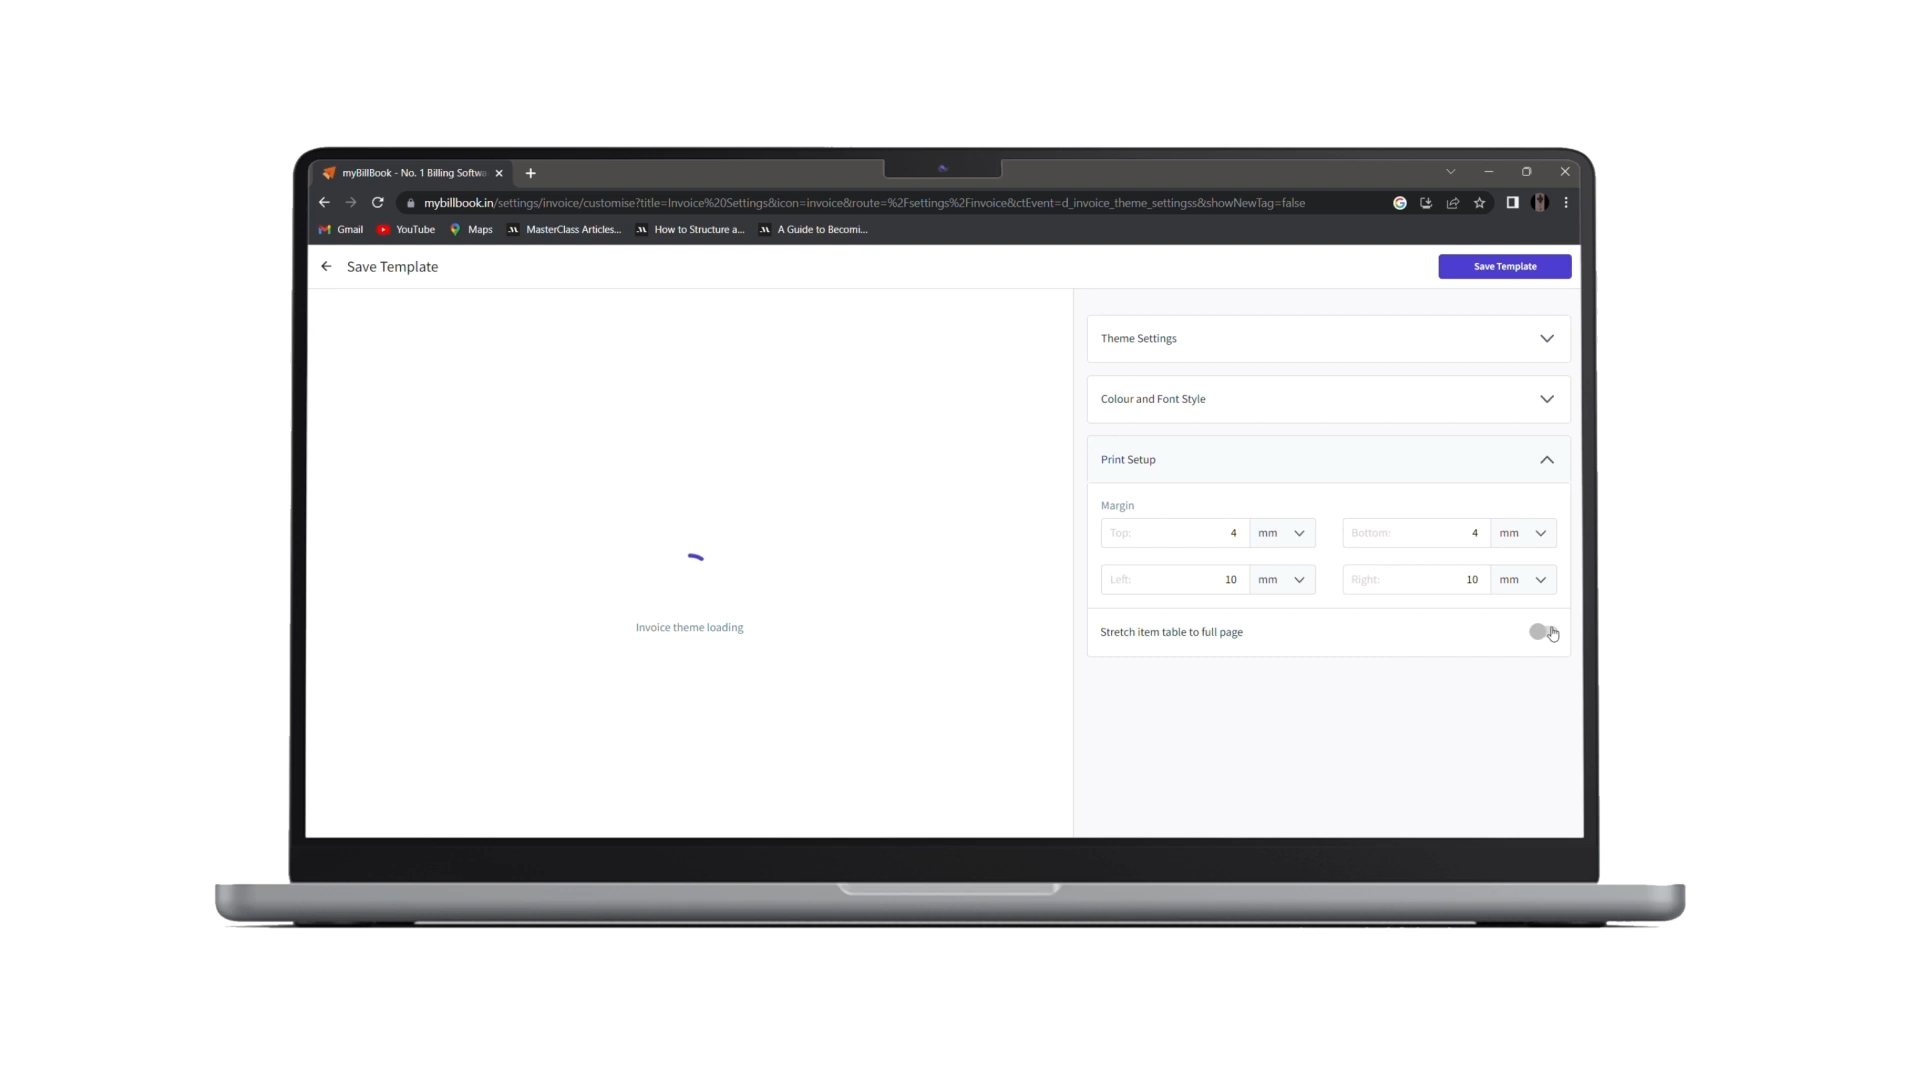 myBillBook - No. 1 Billing Softwa
mybillbook.in/settings/invoice/customise?title=Invoice%20Settings&icon=invoice&route=%2Fsettings%2Finvoice&ctEvent=d_invoice_theme_settingss&showNewTag=false
Gmail YouTube Maps MasterClass Articles... How to Structure a... A Guide to Becomi...
Save Template Save Template
Theme Settings
Colour and Font Style
Print Setup
Margin
Top: 4 mm Bottom: 4 mm
Left: 10 mm Right: 10 mm
Invoice theme loading
Stretch item table to full page